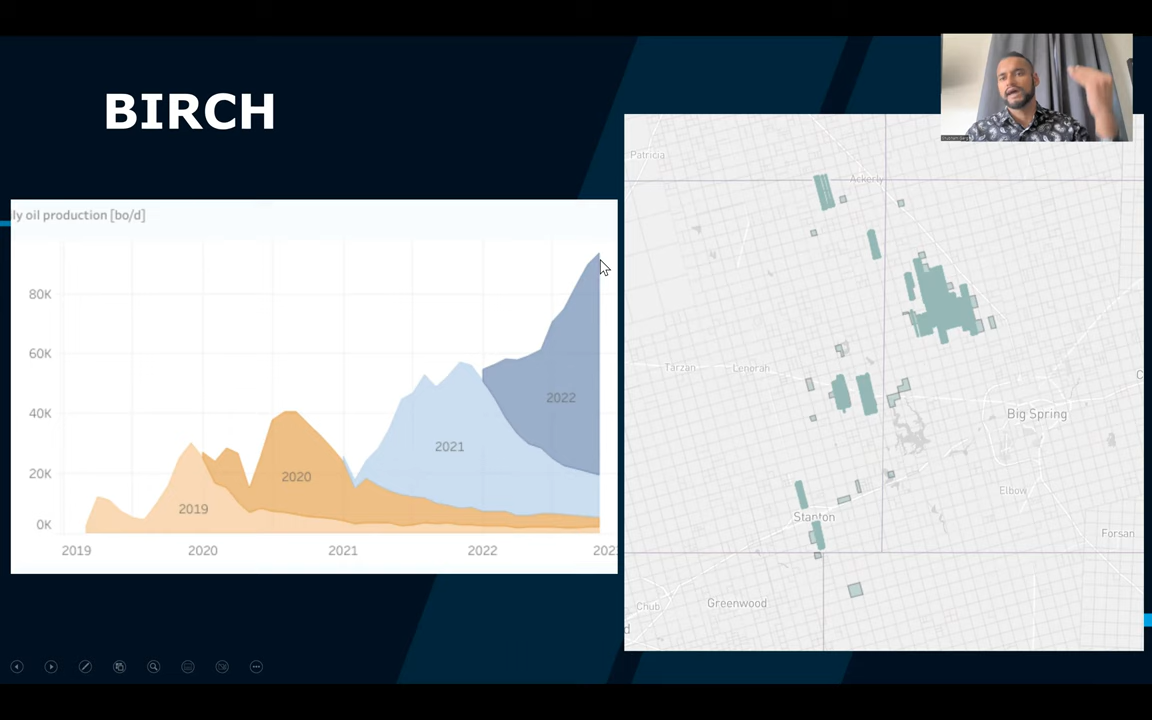 BIRCH
ly oil production [bo/d]
80K
60K
40K
20K
0K
2019
2020
2021
2022
2019
2020
2021
2022
202
Patricia
Ackerly
Tarzan
Lenorah
Big Spring
C
Elbow
Stanton
Forsan
Chub
Greenwood
d